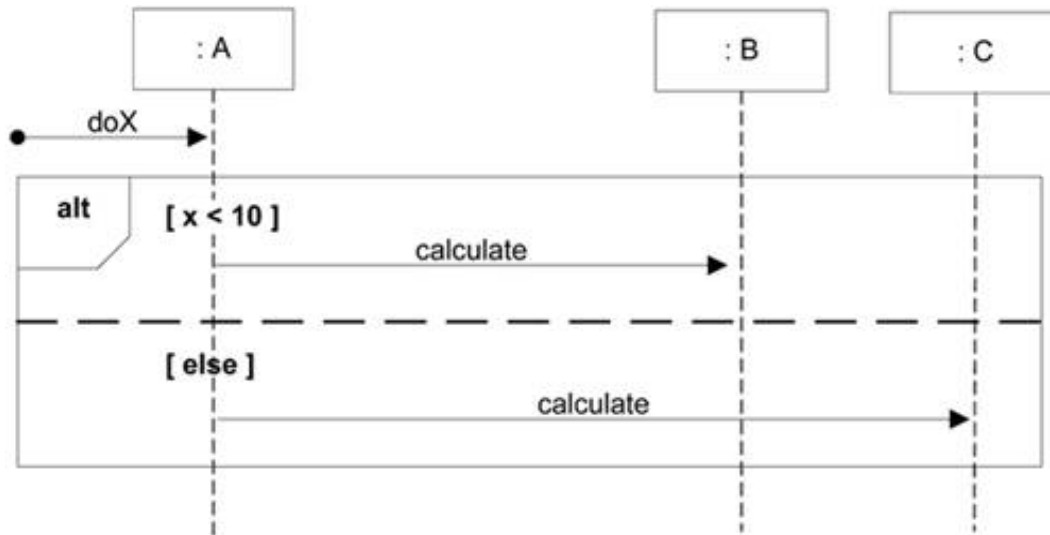 : A
: B
: C
doX
alt
[ x < 10 ]
calculate
[ else ]
calculate